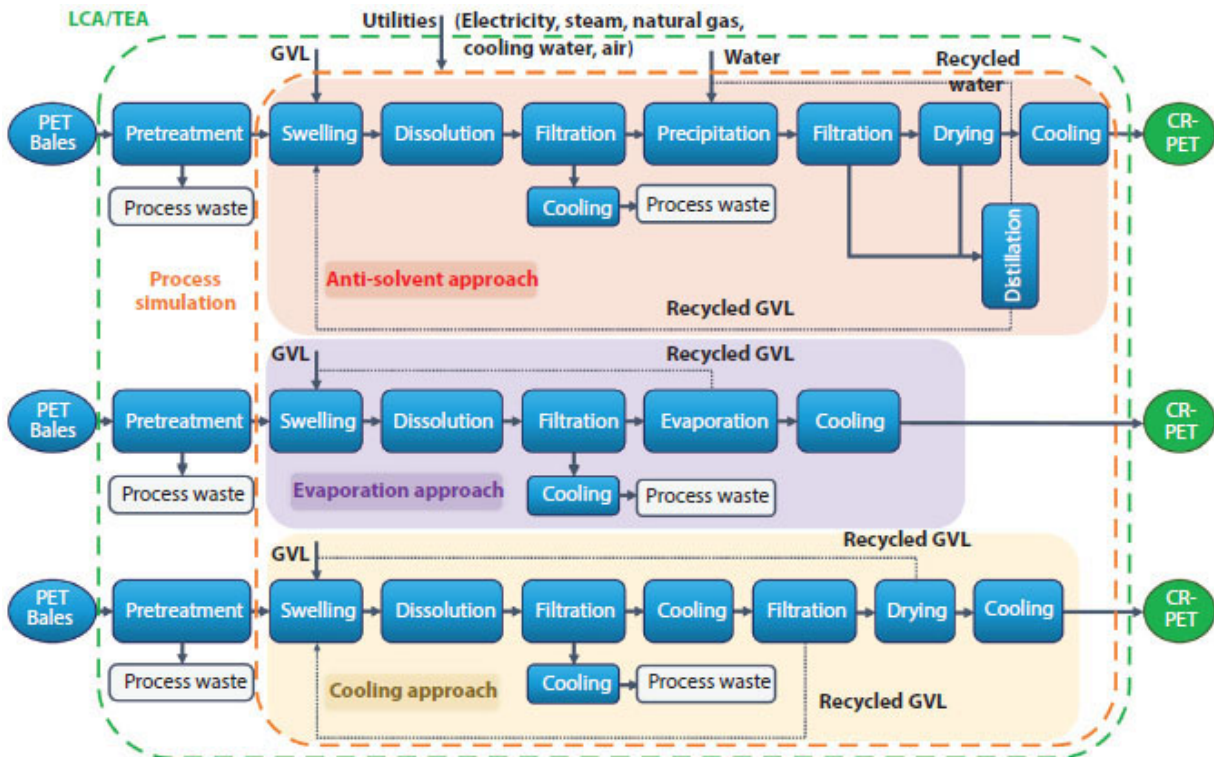 LCA/TEA
Utilities
(Electricity, steam, natural gas,
cooling water, air)
GVL
Water
Recycled
water
PET
Bales
Pretreatment
Swelling
Dissolution
Filtration
Precipitation
Filtration
Drying
Cooling
CR-
PET
Process waste
Cooling
Process waste
Distillation
Process
simulation
Anti-solvent approach
Recycled GVL
GVL
Recycled GVL
PET
Bales
Pretreatment
Swelling
Dissolution
Filtration
Evaporation
Cooling
CR-
PET
Process waste
Evaporation approach
Cooling
Process waste
GVL
Recycled GVL
PET
Bales
Pretreatment
Swelling
Dissolution
Filtration
Cooling
Filtration
Drying
Cooling
CR-
PET
Process waste
Cooling approach
Cooling
Process waste
Recycled GVL